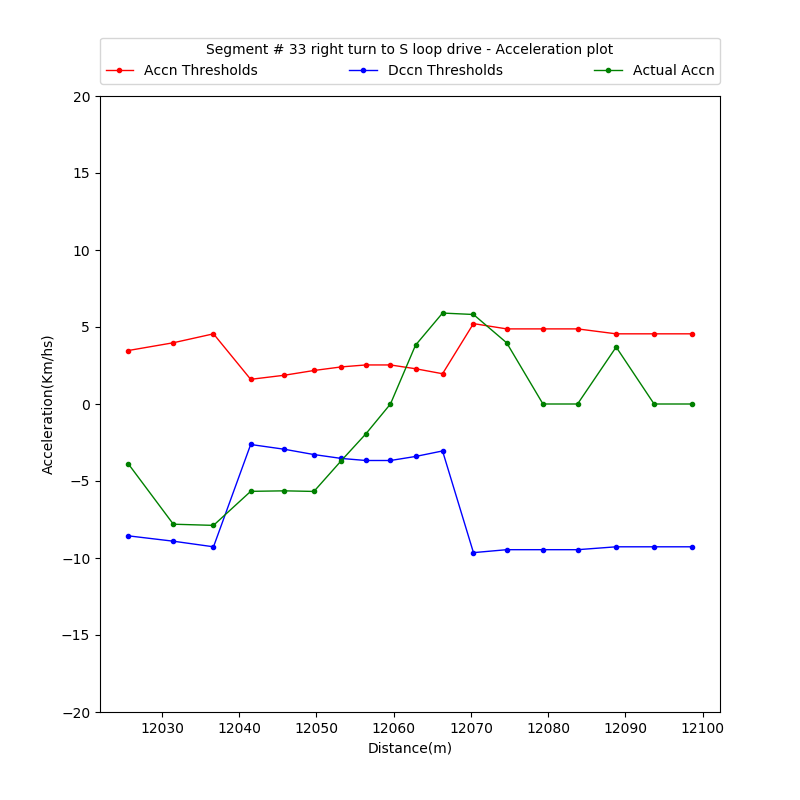 Segment # 33 right turn to S loop drive - Acceleration plot
Accn Thresholds Dccn Thresholds Actual Accn
20
15
10
5
0
−5
−10
−15
−20
Acceleration(Km/hs)
12030 12040 12050 12060 12070 12080 12090 12100
Distance(m)